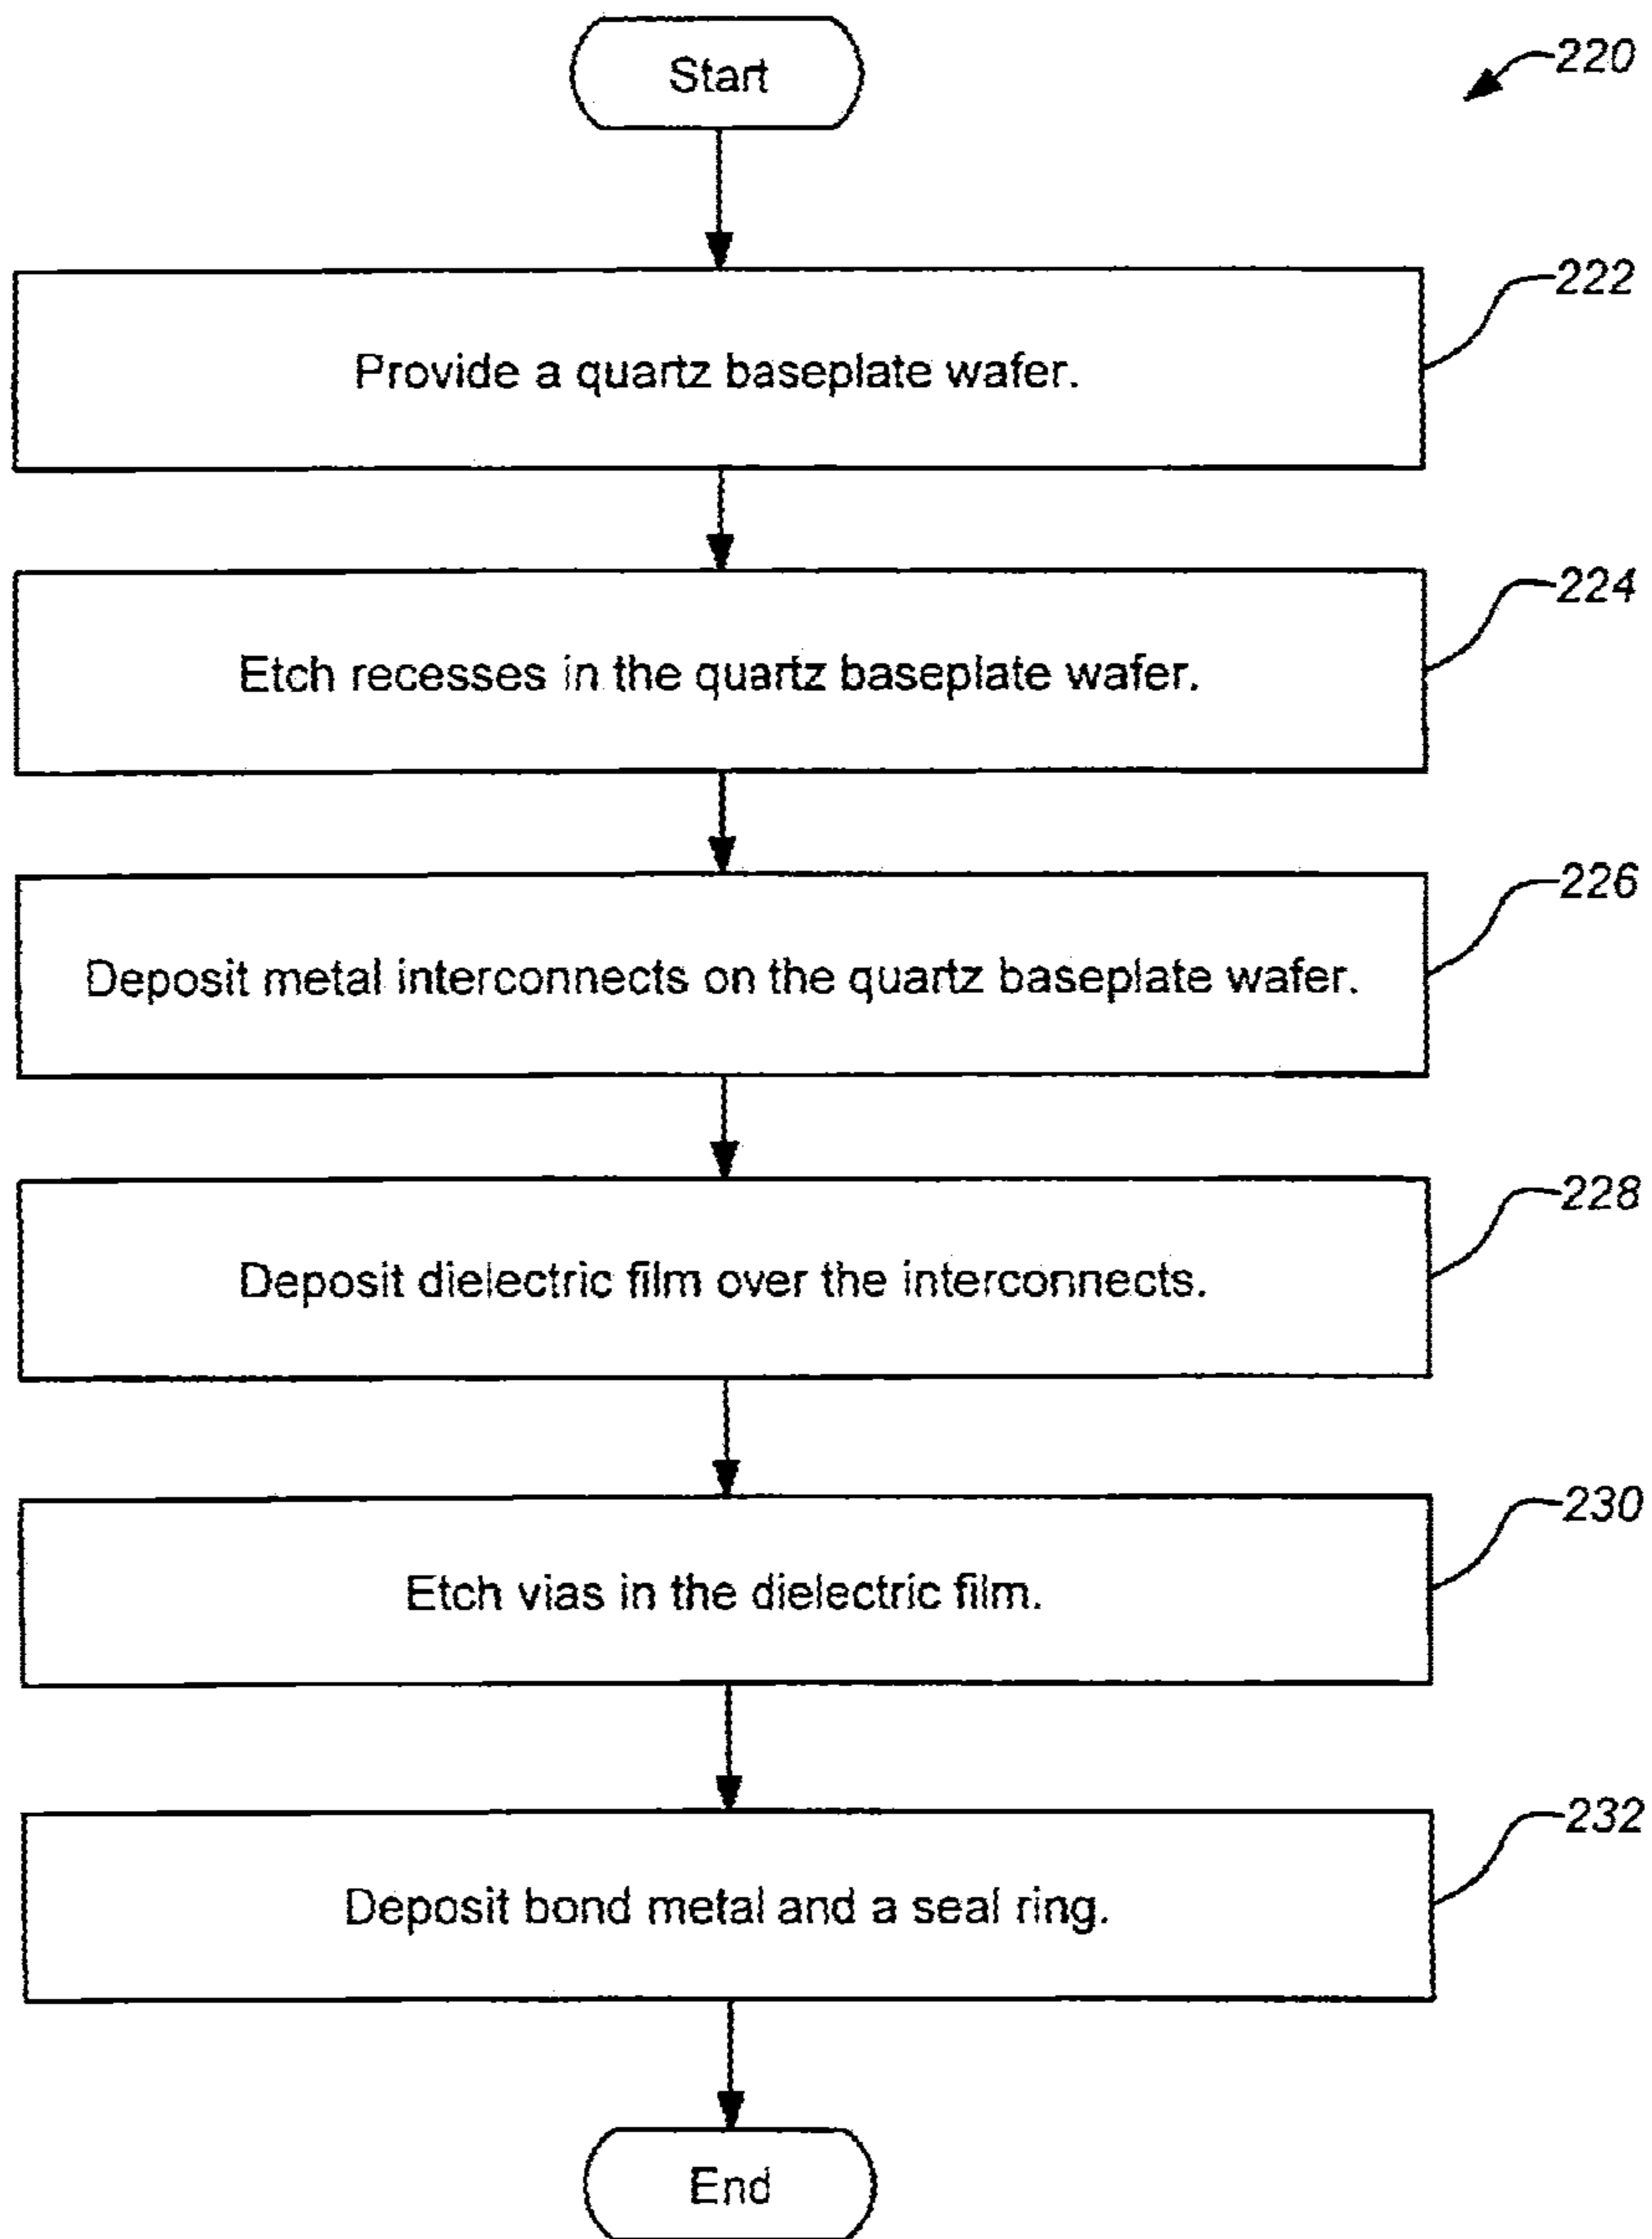 Start
220
222
Provide a quartz baseplate wafer.
224
Etch recesses in the quartz baseplate wafer.
226
Deposit metal interconnects on the quartz baseplate wafer.
228
Deposit dielectric film over the interconnects.
230
Etch vias in the dielectric film.
232
Deposit bond metal and a seal ring.
End